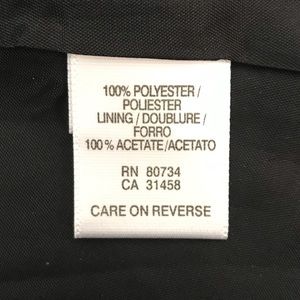 100% POLYESTER /
POLIESTER
LINING / DOUBLURE /
FORRO
100% ACETATE/ACETATO
RN 80734
CA 31458
CARE ON REVERSE